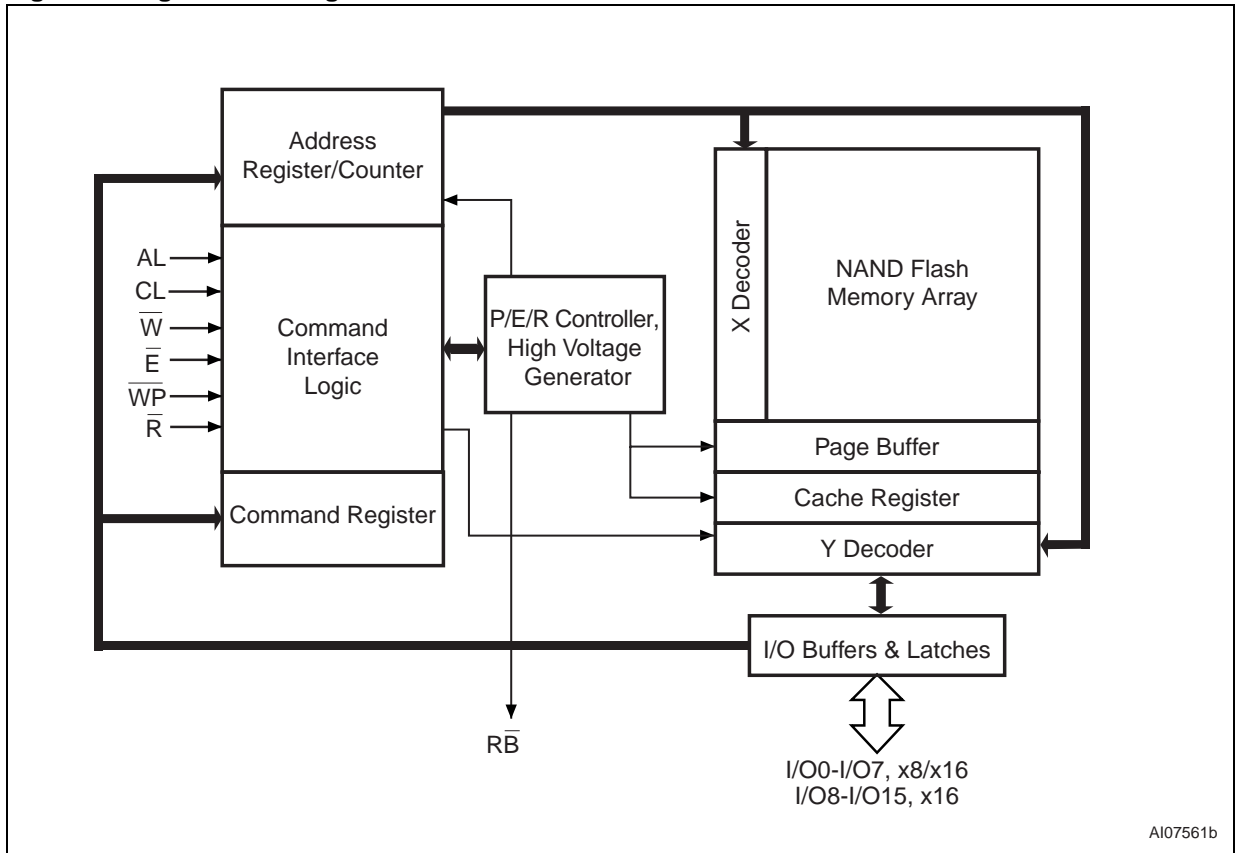 Address
Register/Counter
AL
CL
W̅
E̅
W̅P̅
R̅
Command
Interface
Logic
Command Register
P/E/R Controller,
High Voltage
Generator
X Decoder
NAND Flash
Memory Array
Page Buffer
Cache Register
Y Decoder
I/O Buffers & Latches
RB̅
I/O0-I/O7, x8/x16
I/O8-I/O15, x16
AI07561b